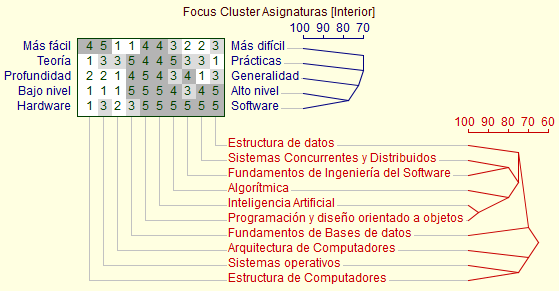 Focus Cluster Asignaturas [Interior]
100 90 80 70
Más fácil 4 5 1 1 4 4 3 2 2 3 Más difícil
Teoría 1 3 3 5 4 4 5 3 3 1 Prácticas
Profundidad 2 2 1 4 5 4 3 4 1 3 Generalidad
Bajo nivel 1 1 1 5 5 5 4 3 4 5 Alto nivel
Hardware 1 3 2 3 5 5 5 5 5 5 Software
100 90 80 70 60
Estructura de datos
Sistemas Concurrentes y Distribuidos
Fundamentos de Ingeniería del Software
Algorítmica
Inteligencia Artificial
Programación y diseño orientado a objetos
Fundamentos de Bases de datos
Arquitectura de Computadores
Sistemas operativos
Estructura de Computadores